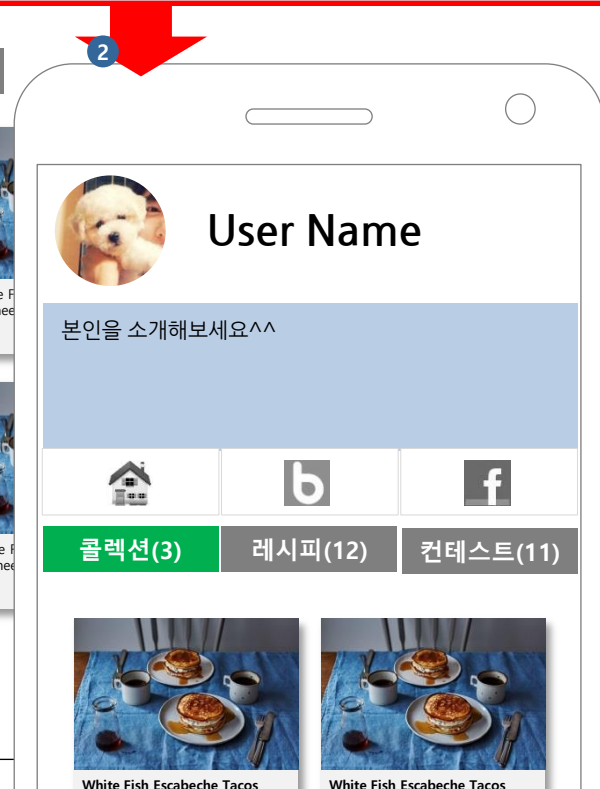 2
User Name
본인을 소개해보세요^^
b
f
콜렉션(3)
레시피(12)
컨테스트(11)
White Fish Escabeche Tacos
White Fish Escabeche Tacos